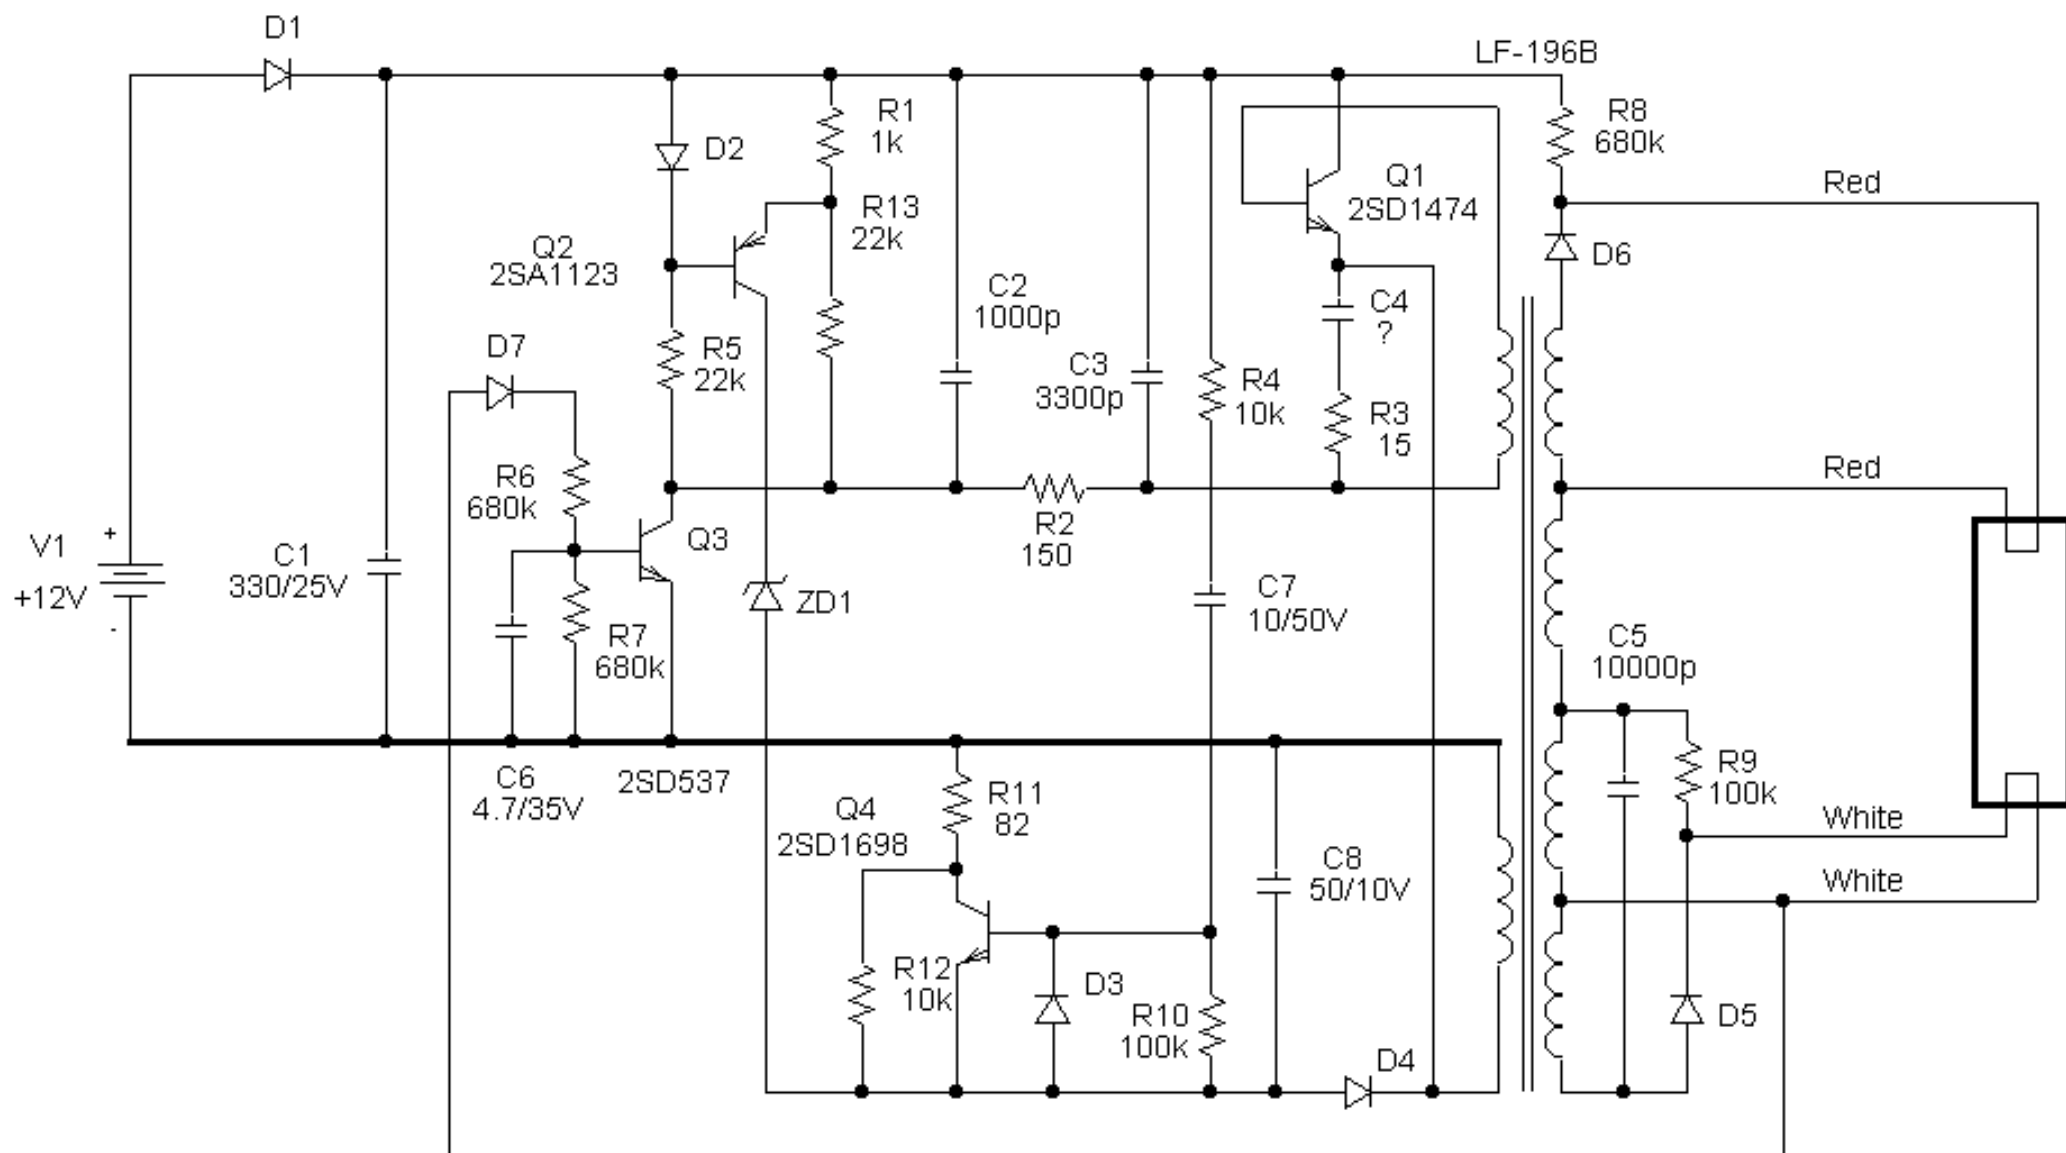 D1
LF-196B
R1
1k
R8
680k
D2
Q1
2SD1474
Red
R13
22k
Q2
2SA1123
D6
C2
1000p
C4
?
D7
R5
22k
C3
3300p
R4
10k
R3
15
R6
680k
Red
R2
150
Q3
V1
+
+12V
-
C1
330/25V
ZD1
C7
10/50V
R7
680k
C5
10000p
C6
4.7/35V
2SD537
R11
82
R9
100k
Q4
2SD1698
White
C8
50/10V
White
R12
10k
D3
R10
100k
D5
D4